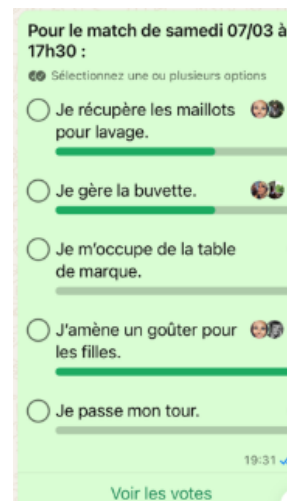 Pour le match de samedi 07/03 à
17h30 :
Sélectionnez une ou plusieurs options
Je récupère les maillots
pour lavage.
Je gère la buvette.
Je m'occupe de la table
de marque.
J'amène un goûter pour
les filles.
Je passe mon tour.
19:31
Voir les votes